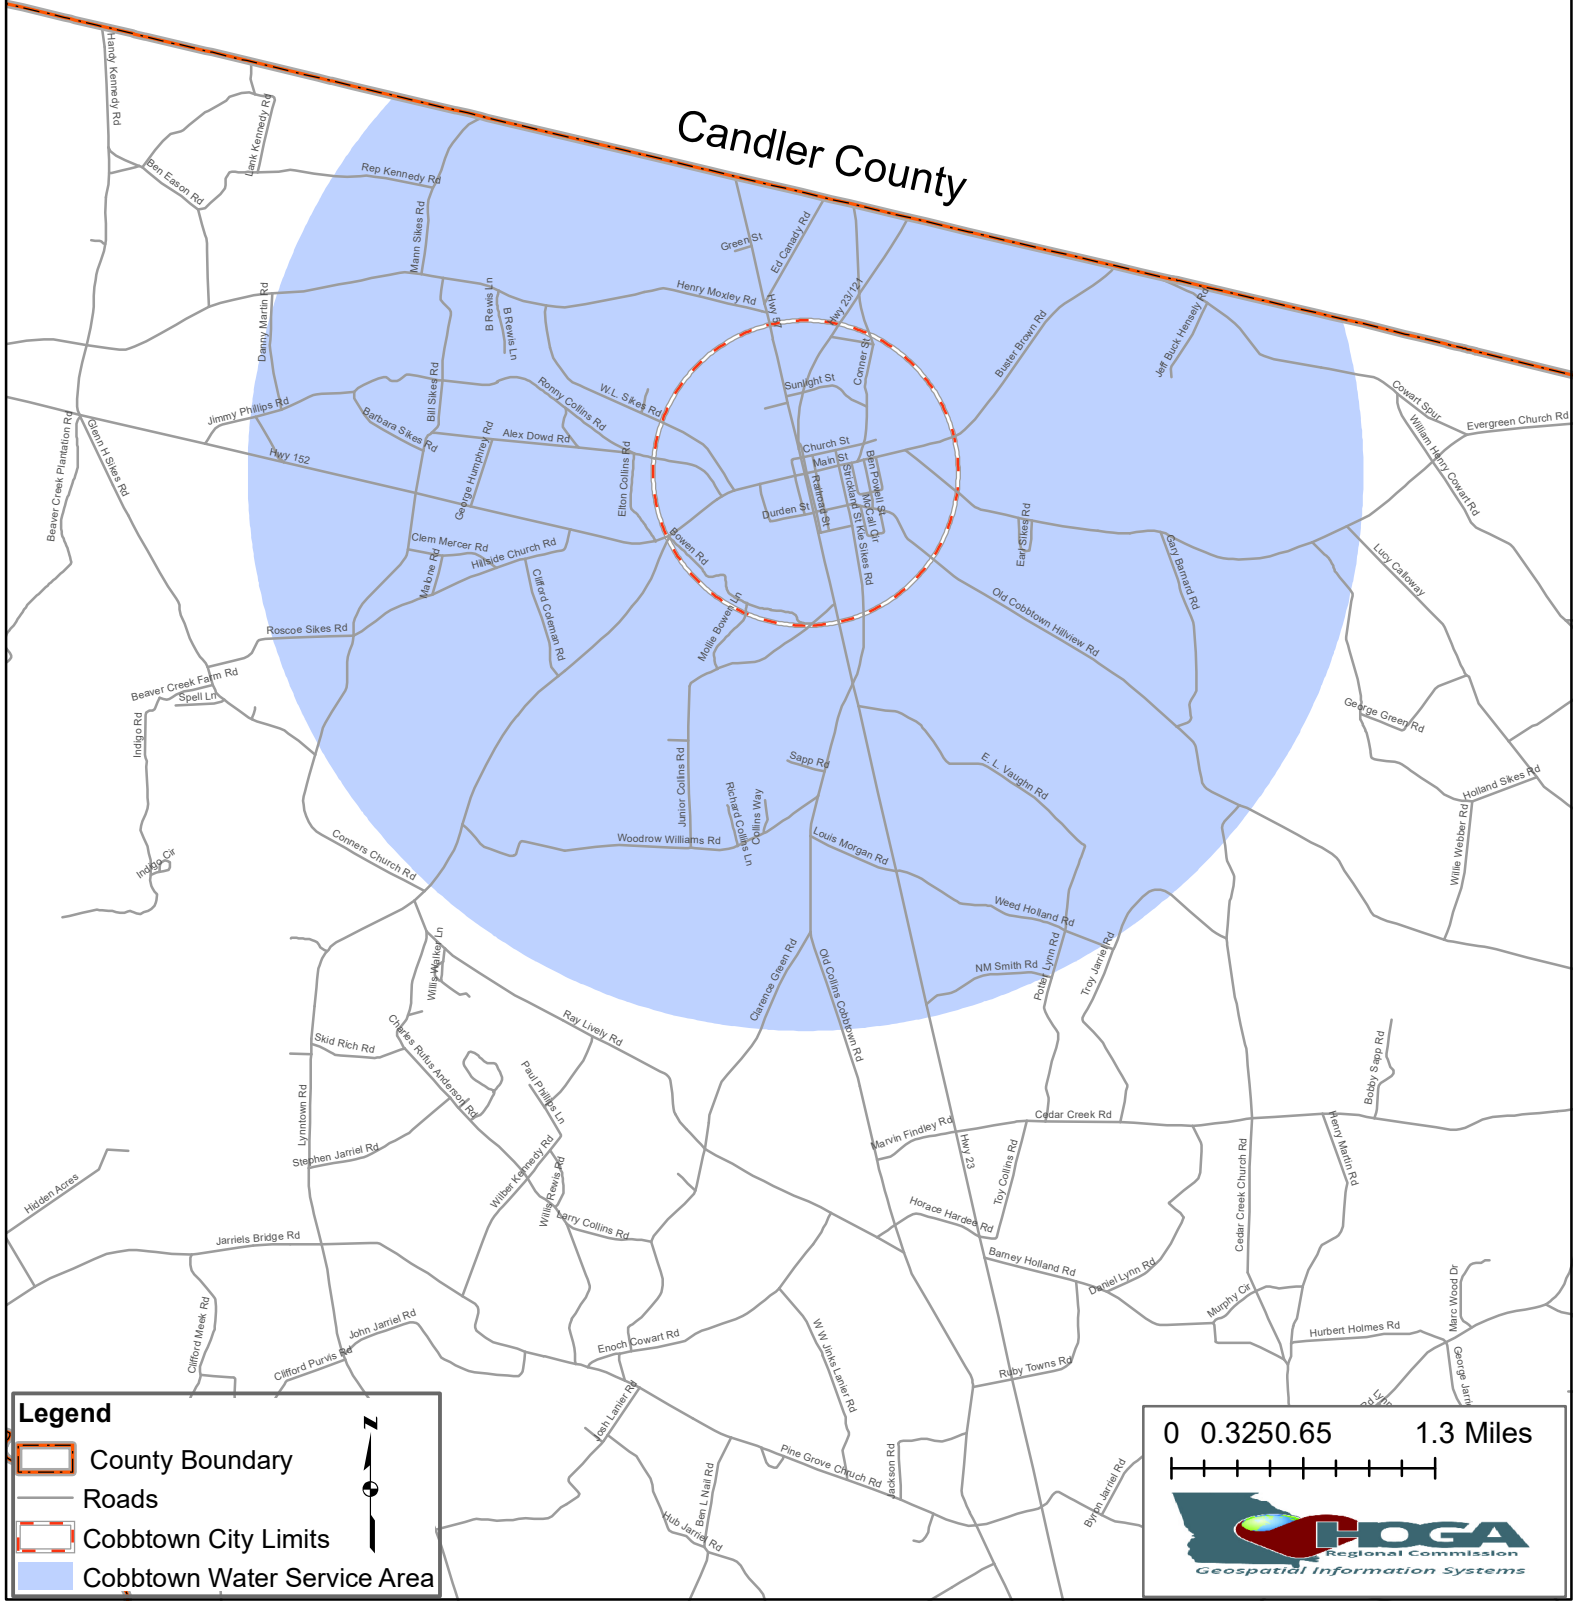 Candler County
Handy Kennedy Rd
Lank Kennedy Rd
Ben Eason Rd
Rep Kennedy Rd
Mann Sikes Rd
Green St
Ed Canady Rd
Henry Moxley Rd
Hwy 57
Hwy 23/121
B Rewis Ln
B Rewis Ln
Danny Martin Rd
Buster Brown Rd
Jeff Buck Hensely Rd
Conner St
Sunlight St
Bill Sikes Rd
Ronny Collins Rd
W.L. Sikes Rd
Jimmy Phillips Rd
Barbara Sikes Rd
Alex Dowd Rd
George Humphrey Rd
Elton Collins Rd
Hwy 152
Beaver Creek Plantation Rd
Glenn H Sikes Rd
Church St
Main St
Railroad St
Strickland St
Ben Powell St
McCall Cir
Durden St
Kie Sikes Rd
Cowart Spur
Evergreen Church Rd
William Henry Cowart Rd
Lucy Calloway
Earl Sikes Rd
Gary Barnard Rd
Old Cobbtown Hillview Rd
Clem Mercer Rd
Hillside Church Rd
Malone Rd
Clifford Coleman Rd
Bowen Rd
Mollie Bowen Ln
Roscoe Sikes Rd
Beaver Creek Farm Rd
Spell Ln
Indigo Rd
Indigo Cir
George Green Rd
Holland Sikes Rd
Willie Webber Rd
Sapp Rd
E. L. Vaughn Rd
Junior Collins Rd
Richard Collins Ln
Collins Way
Woodrow Williams Rd
Louis Morgan Rd
Conners Church Rd
Weed Holland Rd
NM Smith Rd
Potter Lynn Rd
Troy Jarriel Rd
Willis Walker Ln
Clarence Green Rd
Old Collins Cobbtown Rd
Ray Lively Rd
Skid Rich Rd
Charles Rufus Anderson Rd
Paul Phillips Ln
Lynntown Rd
Stephen Jarriel Rd
Wilber Kennedy Rd
Willis Rewis Rd
Larry Collins Rd
Bobby Sapp Rd
Marvin Findley Rd
Cedar Creek Rd
Hwy 23
Toy Collins Rd
Henry Martin Rd
Cedar Creek Church Rd
Horace Hardee Rd
Barney Holland Rd
Daniel Lynn Rd
Murphy Cir
Hidden Acres
Jarriels Bridge Rd
Clifford Meek Rd
John Jarriel Rd
Clifford Purvis Rd
Enoch Cowart Rd
W W Jinks Lanier Rd
Ruby Towns Rd
Marc Wood Dr
Hurbert Holmes Rd
George Jarri
Lynn
Rd
Josh Lanier Rd
Pine Grove Chruch Rd
Jackson Rd
Ben L Nail Rd
Hub Jarriel Rd
Byron Jarriel Rd
Legend
County Boundary
Roads
Cobbtown City Limits
Cobbtown Water Service Area
N
0 0.3250.65 1.3 Miles
HOGA
Regional Commission
Geospatial Information Systems